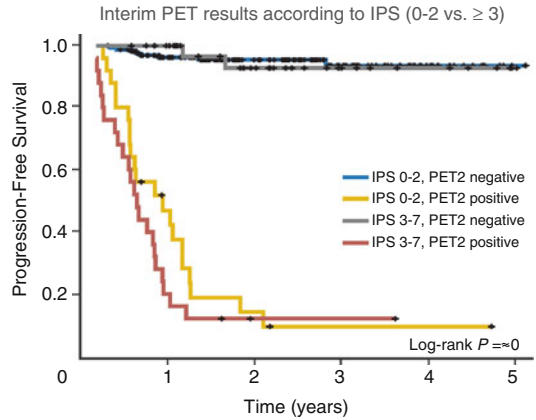 Interim PET results according to IPS (0-2 vs. ≥ 3)
Progression-Free Survival
1.0
0.8
0.6
0.4
0.2
0
IPS 0-2, PET2 negative
IPS 0-2, PET2 positive
IPS 3-7, PET2 negative
IPS 3-7, PET2 positive
Log-rank P =≈0
1 2 3 4 5
Time (years)